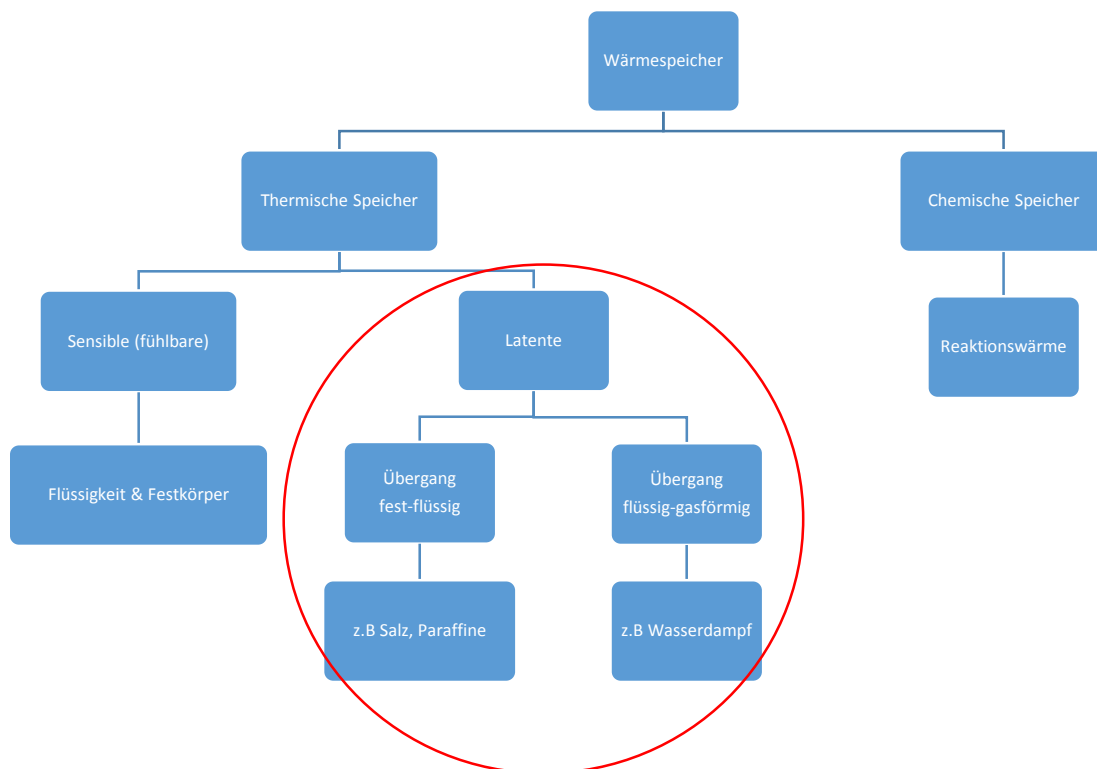 Wärmespeicher
Thermische Speicher
Chemische Speicher
Sensible (fühlbare)
Latente
Reaktionswärme
Flüssigkeit & Festkörper
Übergang
fest-flüssig
Übergang
flüssig-gasförmig
z.B Salz, Paraffine
z.B Wasserdampf